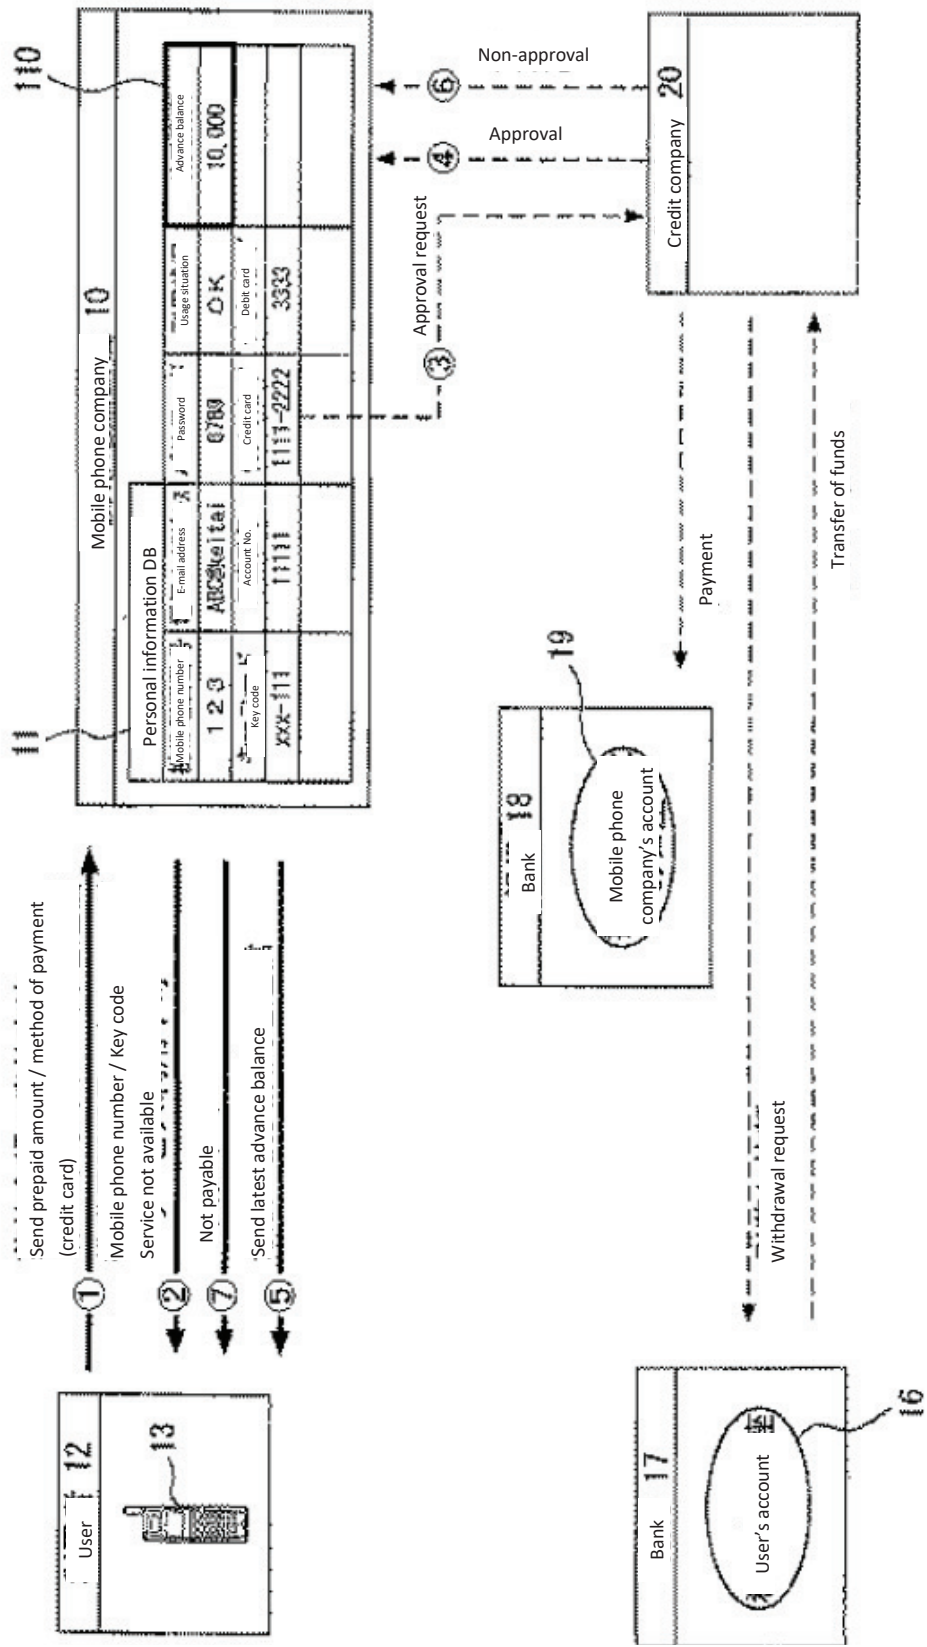 Send prepaid amount / method of payment
(credit card)
①
Mobile phone number / Key code
Service not available
②
Not payable
⑦
Send latest advance balance
⑤
User 12
13
11
110
Mobile phone company 10
Personal information DB
Mobile phone number E-mail address Password Usage situation Advance balance
123 ABC@keitai 6789 OK 10,000
Key code Account No. Credit card Debit card
XXX-111 11111 1111-2222 3333
③ Approval request
④ Approval
⑥ Non-approval
Bank 18
Mobile phone
company's account
19
Credit company 20
Payment
Withdrawal request
Transfer of funds
Bank 17
User's account
16